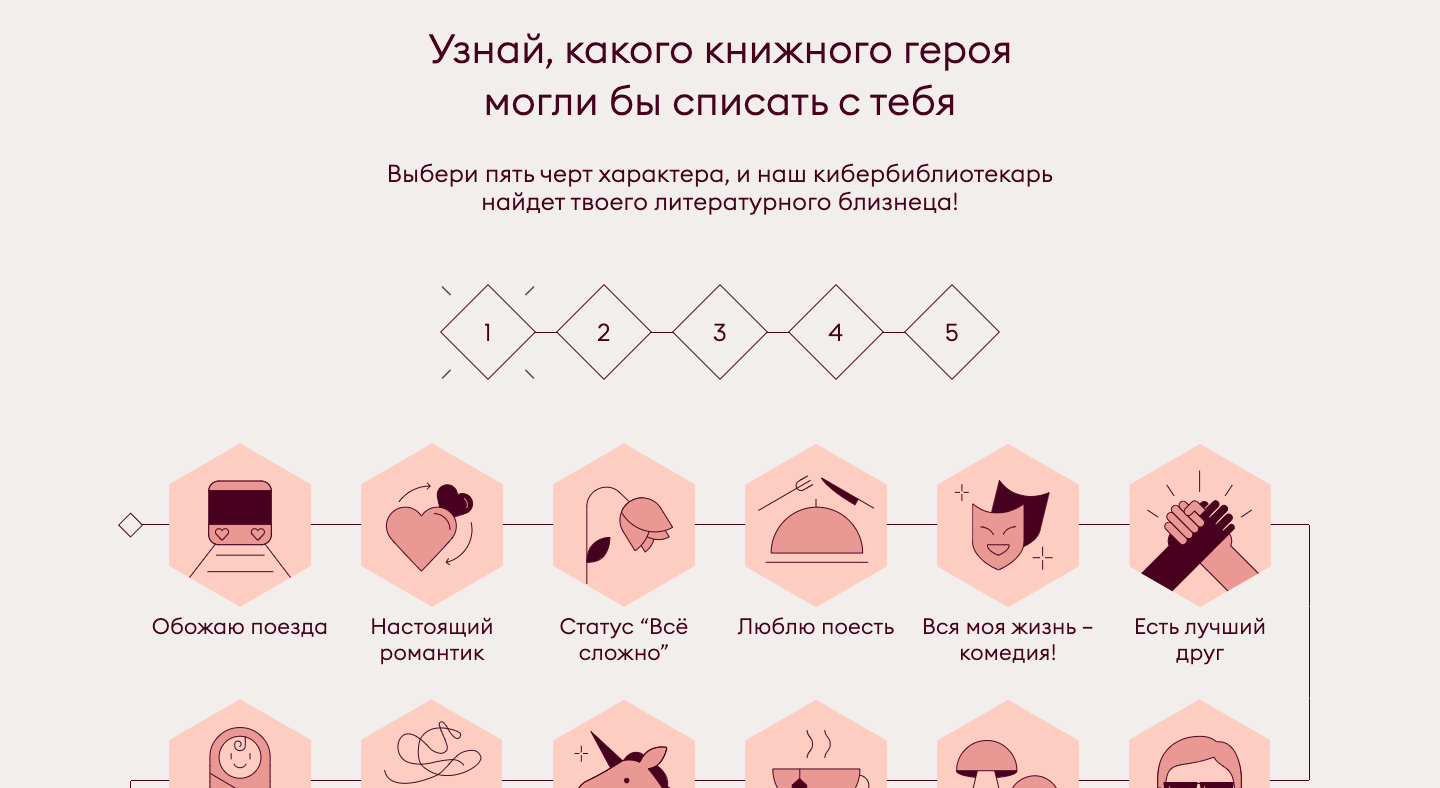 Узнай, какого книжного героя
могли бы списать с тебя
Выбери пять черт характера, и наш кибербиблиотекарь
найдет твоего литературного близнеца!
1 2 3 4 5
Обожаю поезда
Настоящий
романтик
Статус “Всё
сложно”
Люблю поесть
Вся моя жизнь –
комедия!
Есть лучший
друг